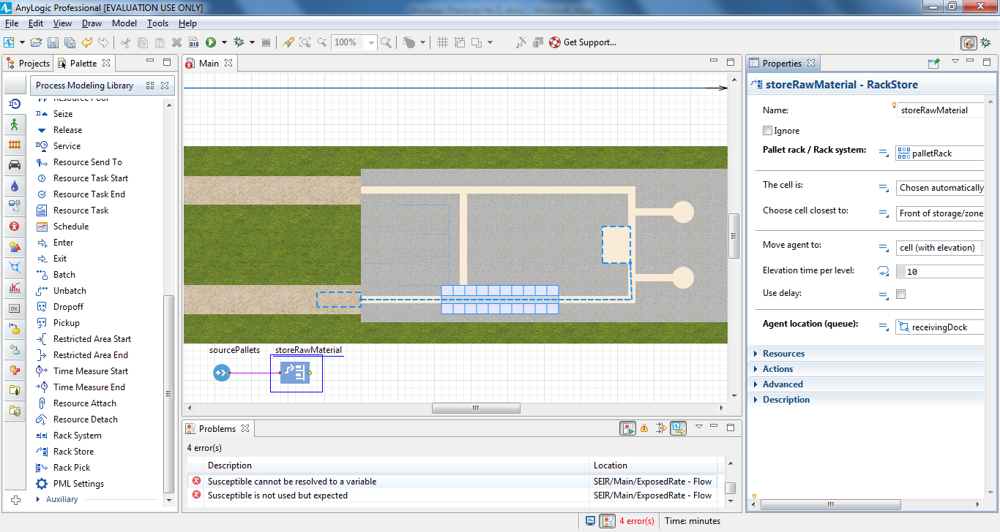 AnyLogic Professional [EVALUATION USE ONLY]
File Edit View Draw Model Tools Help
100% Get Support...
Projects Palette
Process Modeling Library
Resource Pool
Seize
Release
Service
Resource Send To
Resource Task Start
Resource Task End
Resource Task
Schedule
Enter
Exit
Batch
Unbatch
Dropoff
Pickup
Restricted Area Start
Restricted Area End
Time Measure Start
Time Measure End
Resource Attach
Resource Detach
Rack System
Rack Store
Rack Pick
PML Settings
Auxiliary
Main
sourcePallets storeRawMaterial
Problems
4 error(s)
Description Location
Susceptible cannot be resolved to a variable SEIR/Main/ExposedRate - Flow
Susceptible is not used but expected SEIR/Main/ExposedRate - Flow
Properties
storeRawMaterial - RackStore
Name: storeRawMaterial
Ignore
Pallet rack / Rack system: palletRack
The cell is: Chosen automatically
Choose cell closest to: Front of storage/zone
Move agent to: cell (with elevation)
Elevation time per level: 10
Use delay:
Agent location (queue): receivingDock
Resources
Actions
Advanced
Description
4 error(s) Time: minutes